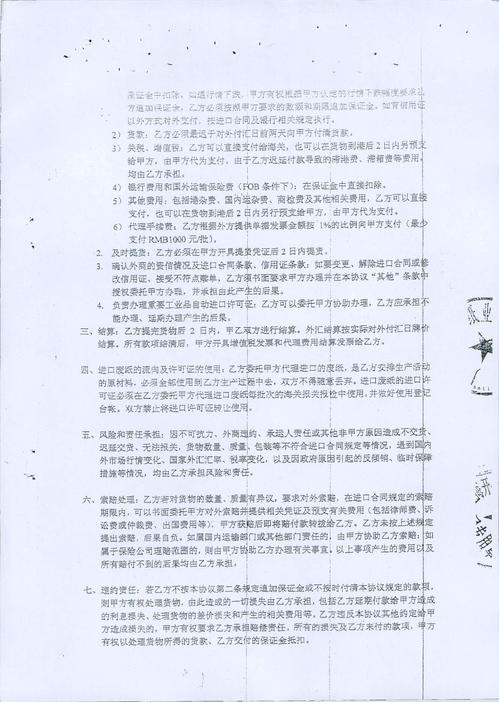 保证金中扣除。如遇行情下跌，甲方有权根据甲方认定的行情下跌幅度要求乙
方追加保证金。乙方必须按照甲方要求的数额和期限追加保证金。如有信用证
以外方式对外支付，按进口合同及银行相关规定执行。
2） 货款：乙方必须最迟于对外付汇日前两天向甲方付清货款。
3） 关税、增值税：乙方可以直接支付给海关，也可以在货物到港后2日内另预支
给甲方，由甲方代为支付，由于乙方迟延付款导致的滞港费、滞箱费等费用，
均由乙方承担。
4） 银行费用和国外运输保险费（FOB 条件下）：在保证金中直接扣除。
5） 其他费用：包括港杂费、国内运杂费、商检费及其他相关费用，乙方可以直接
支付，也可以在货物到港后2日内另行预支给甲方，由甲方代为支付。
6） 代理手续费：乙方根据外方提供单据发票金额按 1%的比例向甲方支付（最少
支付RMB1000 元/批）。
2. 及时提货：乙方必须在甲方开具提货凭证后2日内提货。
3. 确认外商的资信情况及进口合同条款、信用证条款：如要变更、解除进口合同或修
改信用证、接受不符点赎单，乙方须书面要求甲方办理并在本协议“其他”条款中
授权委托甲方办理，并承担由此产生的后果。
4. 负责办理重要工业品自动进口许可证：乙方可以委托甲方协助办理，乙方应承担不
能办理、延期办理产生的后果。
三、结算：乙方提完货物后 2 日内，甲乙双方进行结算。外汇结算按实际对外付汇日牌价
结算。所有款项结清后，甲方开具增值税发票和代理费用结算发票给乙方。
四、进口废纸的流向及许可证的使用：乙方委托甲方代理进口的废纸，是乙方安排生产活动
的原材料，必须全部使用到乙方生产过程中去，双方不得随意丢弃。进口废纸的进口许
可证必须在乙方委托甲方代理进口废纸每批次的海关报关报检中使用，并做好使用登记
台帐。双方禁止将进口许可证转让使用。
五、风险和责任承担：因不可抗力、外商违约、承运人责任或其他非甲方原因造成不交货、
迟延交货、无法报关，货物数量、质量、包装等不符合进口合同规定等情况，遇到国内
外市场行情变化、国家外汇汇率、税率变化，以及因政府原因引起的反倾销、临时保障
措施等情况，均由乙方承担风险和责任。
六、索赔处理：乙方若对货物的数量、质量有异议，要求对外索赔，在进口合同规定的索赔
期限内，可以书面委托甲方对外索赔并提供相关凭证及预支有关费用（包括律师费、诉
讼费或仲裁费、出国费用等），甲方获赔后即将赔付款转拨给乙方。乙方未按上述规定
提出索赔，后果自负。如属国内运输部门或其他部门责任的，由甲方协助乙方索赔；如
属于保险公司理赔范围的，则由甲方协助乙方办理有关事宜。以上事项产生的费用以及
所有赔付不到的后果均由乙方承担。
七、违约责任：若乙方不按本协议第二条规定追加保证金或不按时付清本协议规定的款项，
则甲方有权处理货物，由此造成的一切损失由乙方承担，包括乙方延期付款给甲方造成
的利息损失、处理货物的差价损失和产生的相关费用等。乙方违反本协议其他约定给甲
方造成损失的，甲方有权要求乙方承担赔偿责任，所有的损失及乙方未付的款项，甲方
有权以处理货物所得的货款、乙方交付的保证金抵扣。